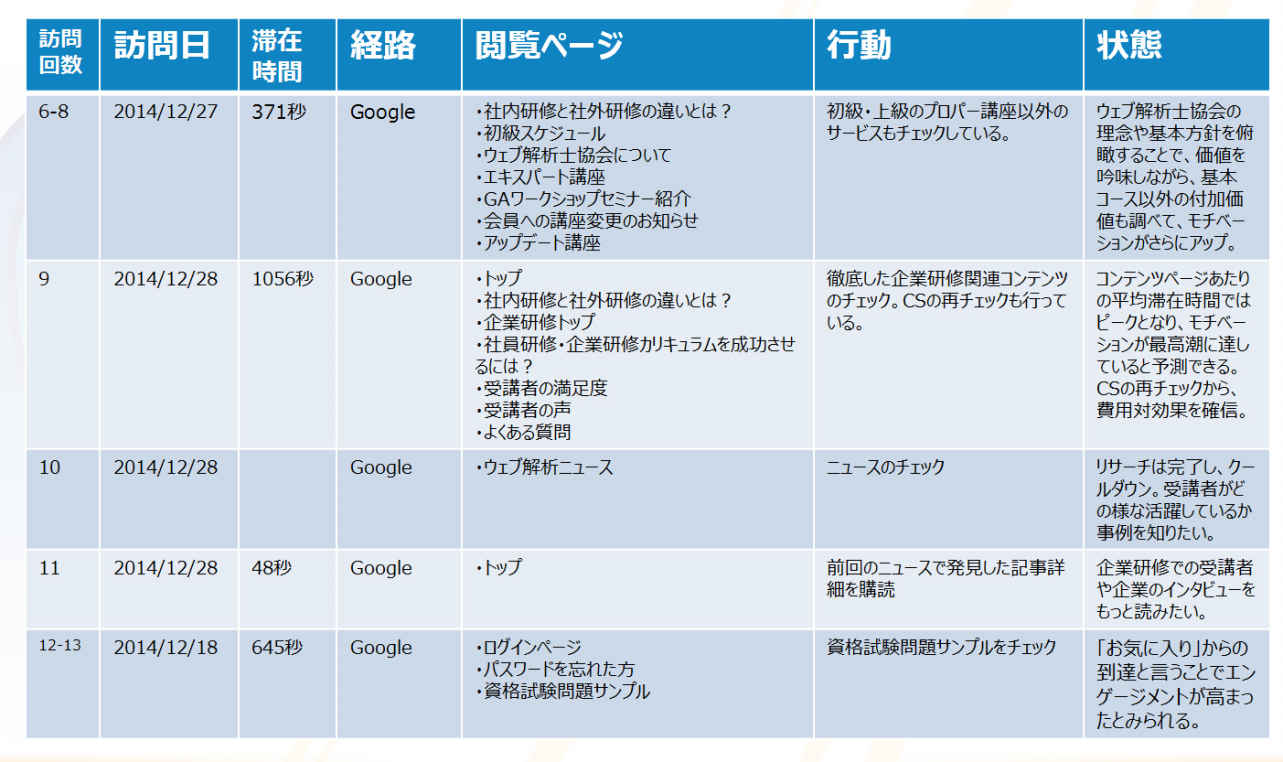 訪問
回数
訪問日
滞在
時間
経路
閲覧ページ
行動
状態
6-8
2014/12/27
371秒
Google
・社内研修と社外研修の違いとは?
・初級スケジュール
・ウェブ解析士協会について
・エキスパート講座
・GAワークショップセミナー紹介
・会員への講座変更のお知らせ
・アップデート講座
初級・上級のプロパー講座以外の
サービスもチェックしている。
ウェブ解析士協会の
理念や基本方針を俯
瞰することで、価値を
吟味しながら、基本
コース以外の付加価
値も調べて、モチベー
ションがさらにアップ。
9
2014/12/28
1056秒
Google
・トップ
・社内研修と社外研修の違いとは?
・企業研修トップ
・社員研修・企業研修カリキュラムを成功させ
るには?
・受講者の満足度
・受講者の声
・よくある質問
徹底した企業研修関連コンテンツ
のチェック。CSの再チェックも行って
いる。
コンテンツページあたり
の平均滞在時間では
ピークとなり、モチベー
ションが最高潮に達し
ていると予測できる。
CSの再チェックから、
費用対効果を確信。
10
2014/12/28
Google
・ウェブ解析ニュース
ニュースのチェック
リサーチは完了し、クー
ルダウン。受講者がど
の様な活躍しているか
事例を知りたい。
11
2014/12/28
48秒
Google
・トップ
前回のニュースで発見した記事詳
細を購読
企業研修での受講者
や企業のインタビューを
もっと読みたい。
12-13
2014/12/18
645秒
Google
・ログインページ
・パスワードを忘れた方
・資格試験問題サンプル
資格試験問題サンプルをチェック
「お気に入り」からの
到達と言うことでエン
ゲージメントが高まっ
たとみられる。